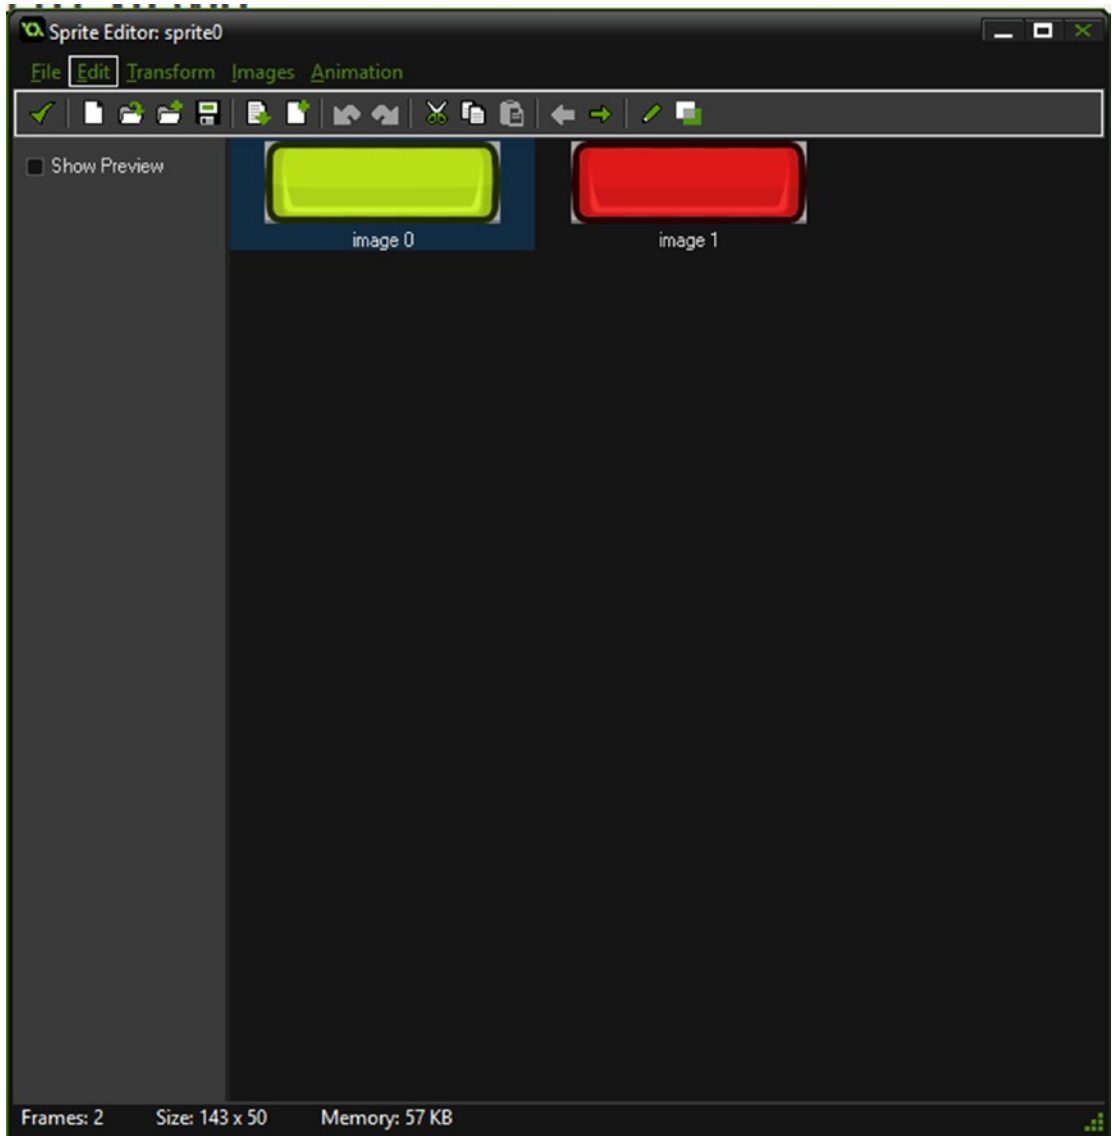 Sprite Editor: sprite0
File Edit Transform Images Animation
Show Preview
image 0 image 1
Frames: 2 Size: 143 x 50 Memory: 57 KB